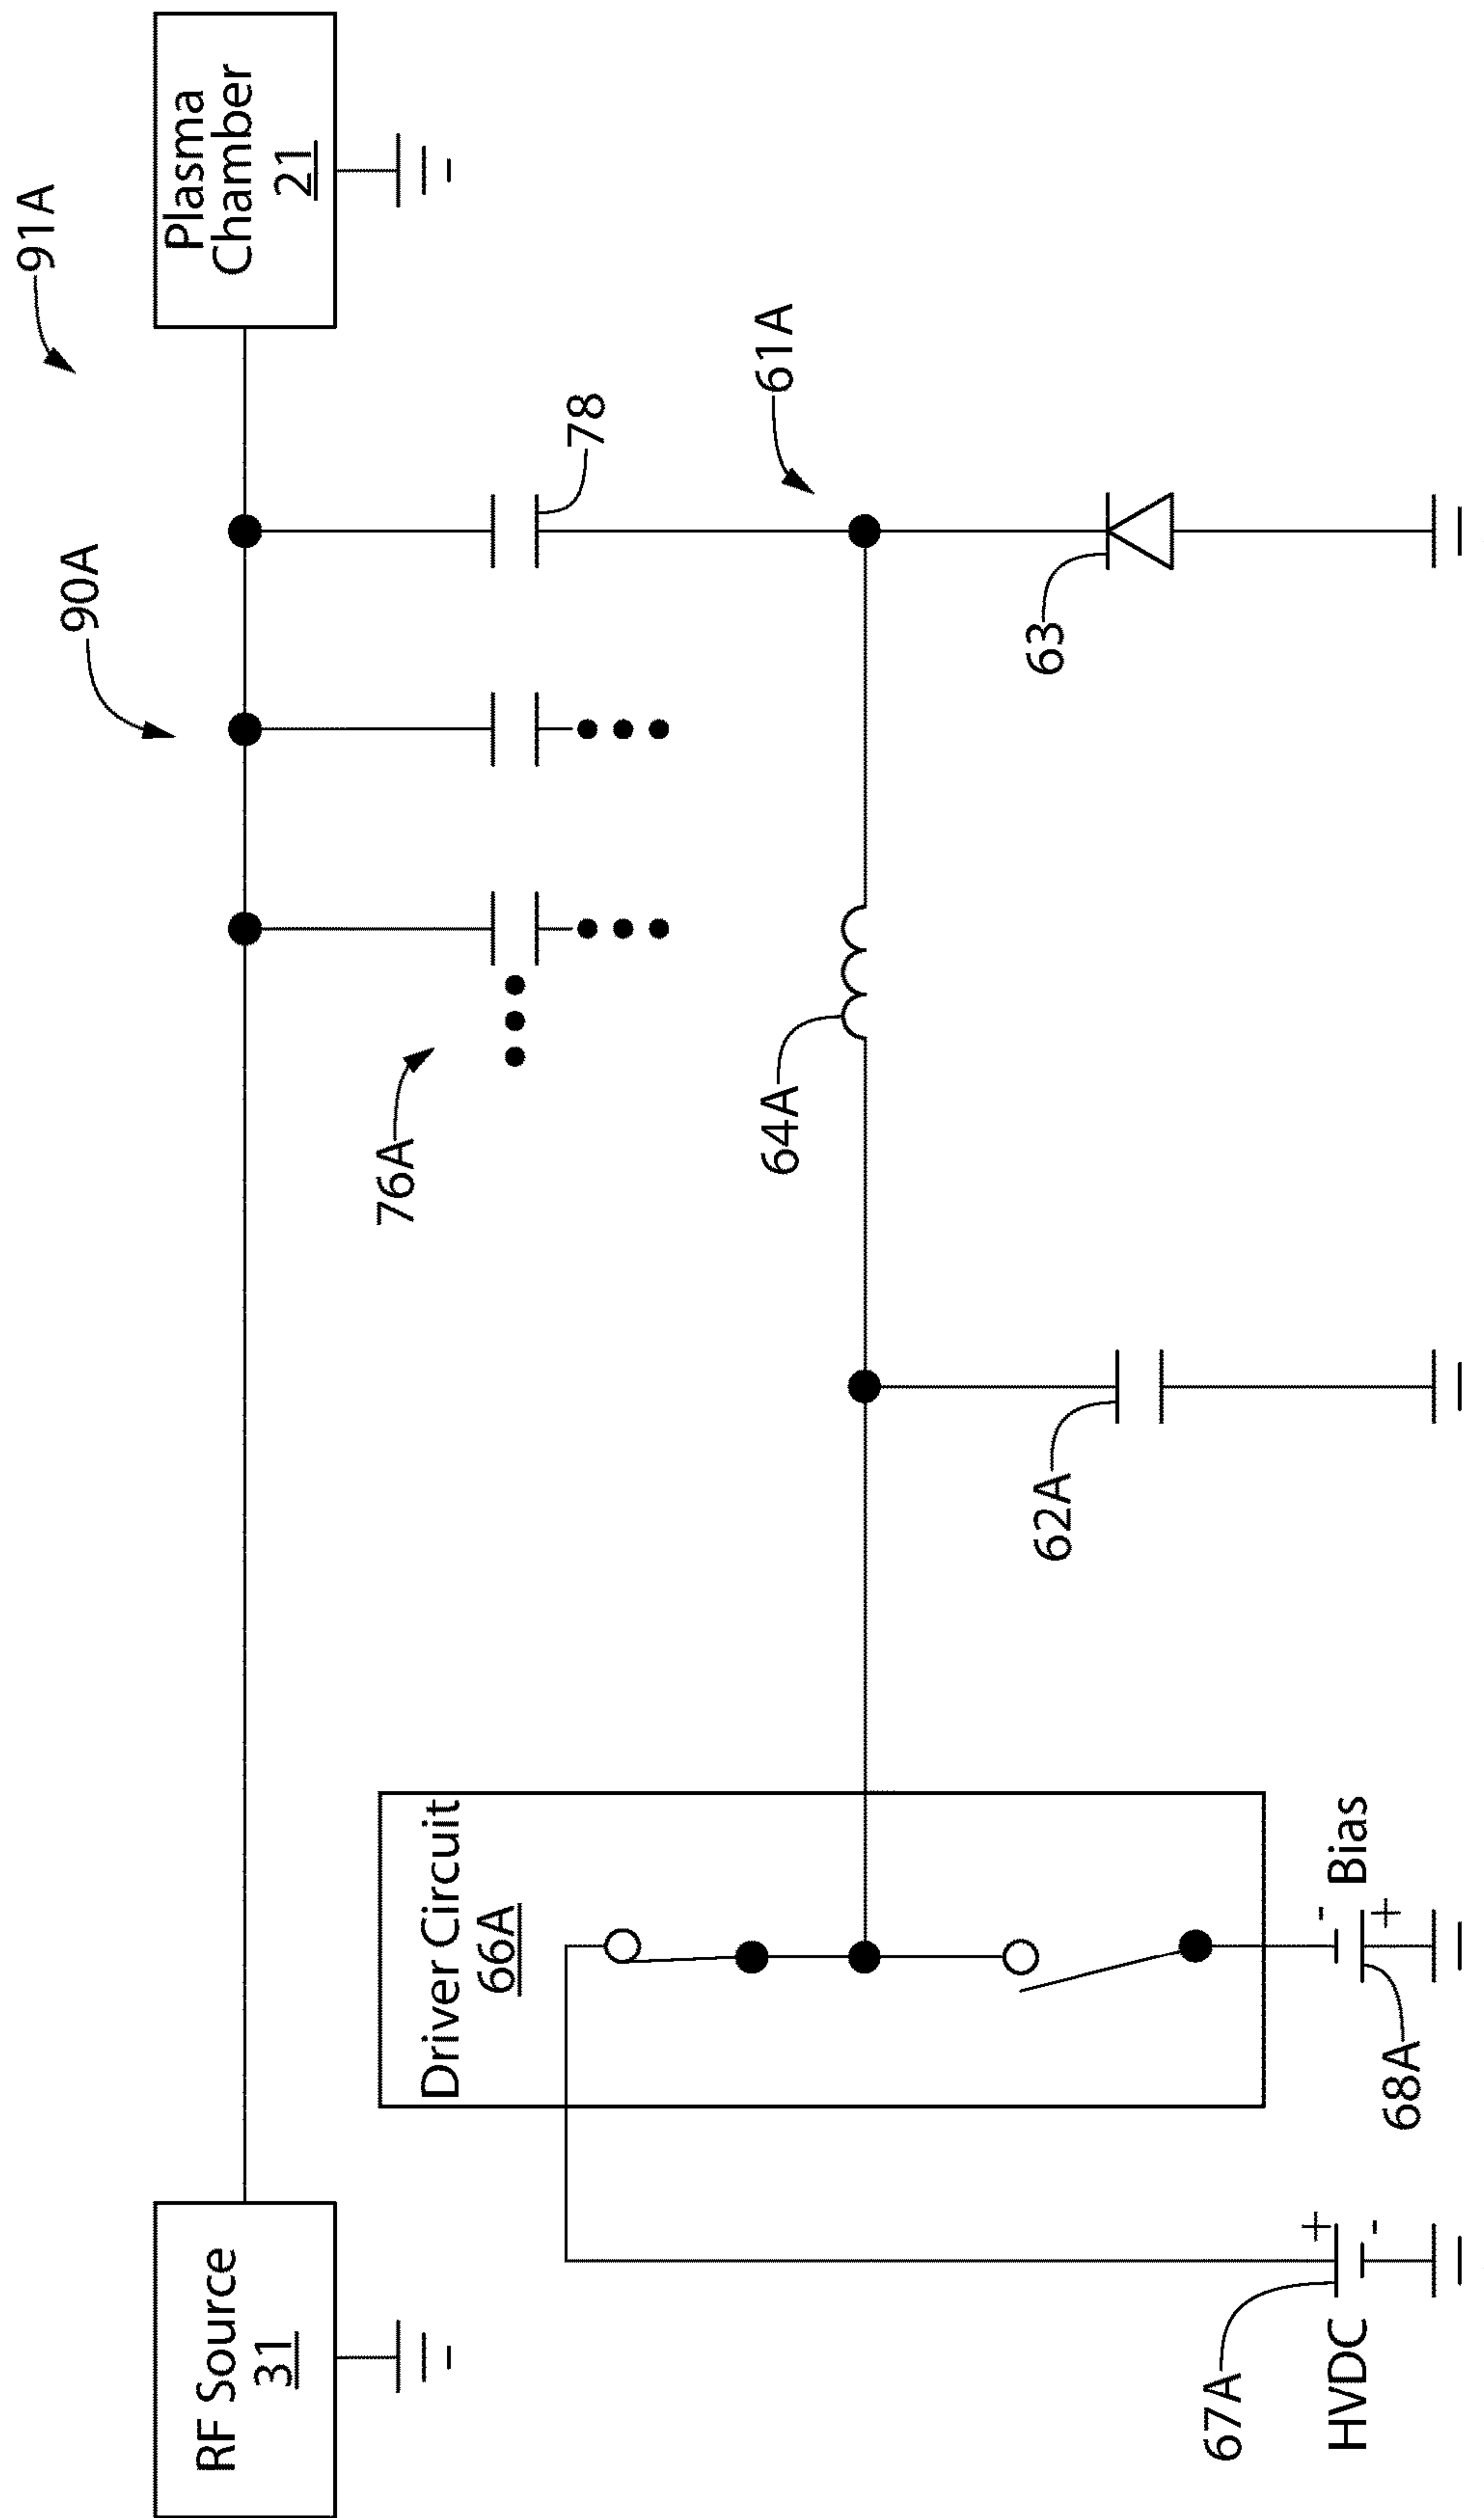 91A
90A
RF Source
31
Plasma
Chamber
21
76A
78
Driver Circuit
66A
64A
61A
62A
63
67A
HVDC
+
-
68A
-
Bias
+